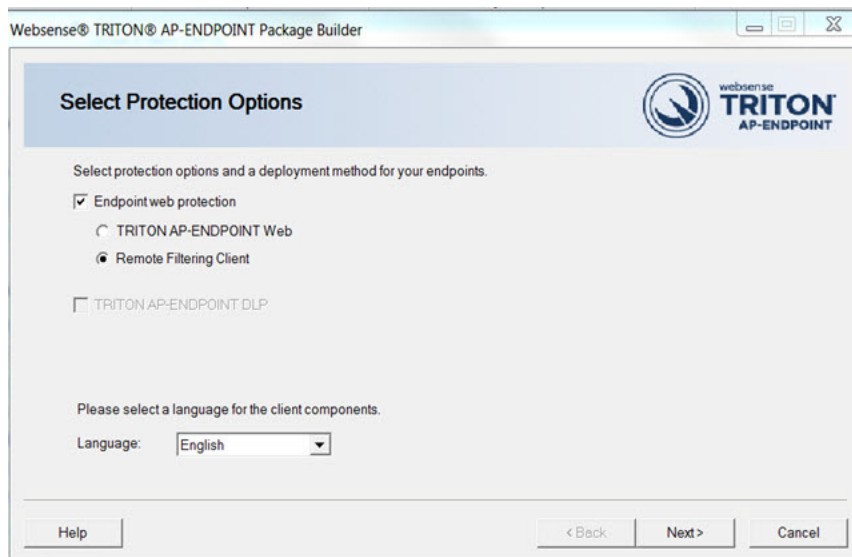 Websense® TRITON® AP-ENDPOINT Package Builder
Select Protection Options
websense
TRITON
AP-ENDPOINT
Select protection options and a deployment method for your endpoints.
Endpoint web protection
TRITON AP-ENDPOINT Web
Remote Filtering Client
TRITON AP-ENDPOINT DLP
Please select a language for the client components.
Language: English
Help < Back Next > Cancel